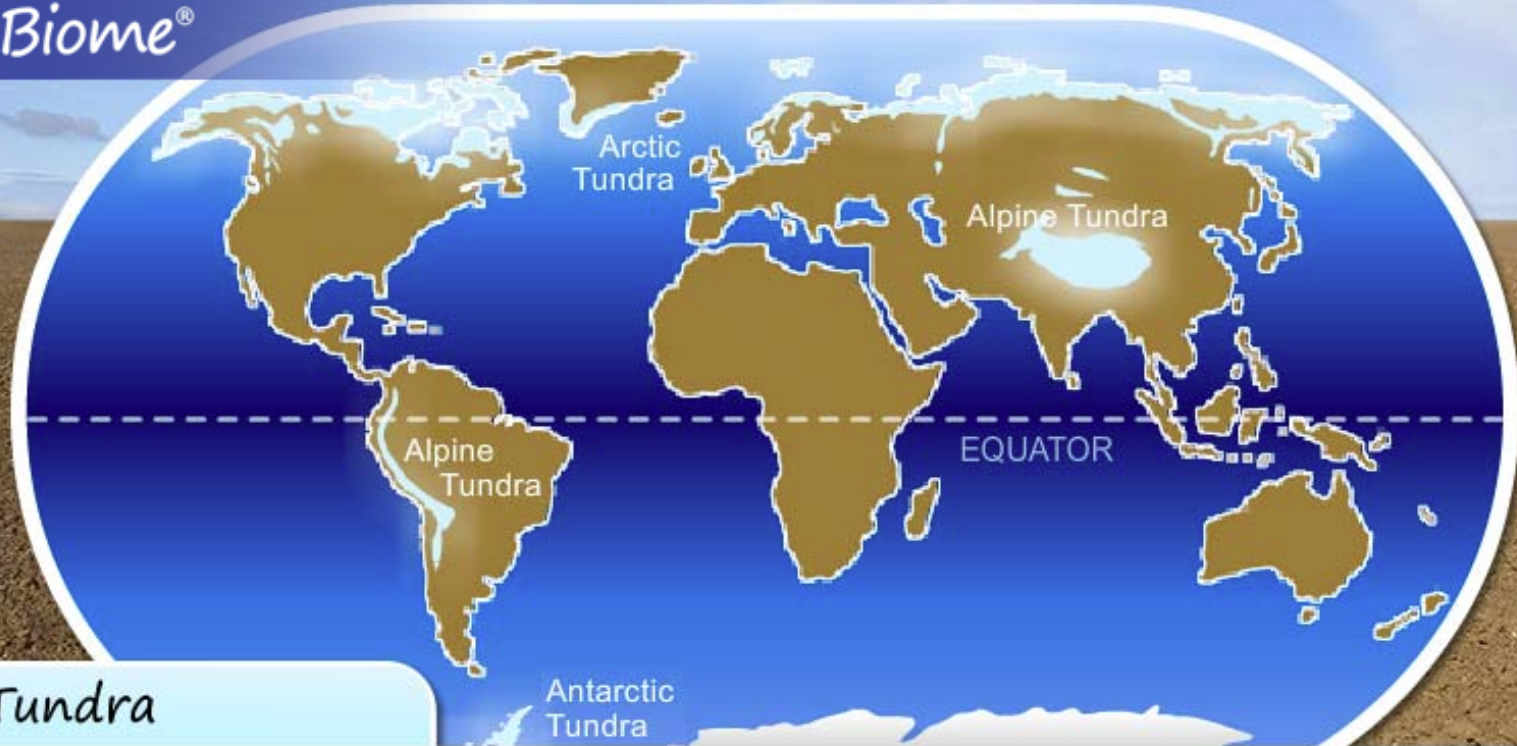 Biome®
Arctic
Tundra
Alpine Tundra
EQUATOR
Alpine
Tundra
Antarctic
Tundra
Tundra